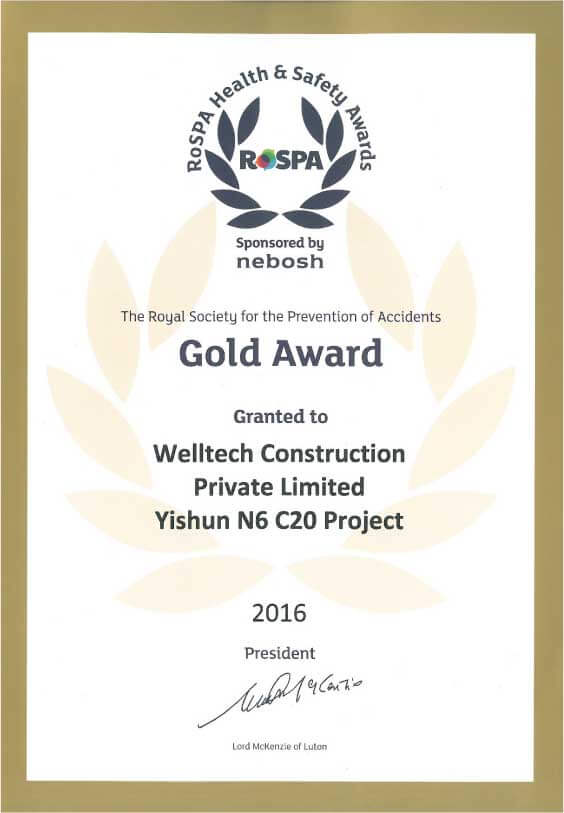 RoSPA Health & Safety Awards
RoSPA
Sponsored by
nebosh
The Royal Society for the Prevention of Accidents
Gold Award
Granted to
Welltech Construction
Private Limited
Yishun N6 C20 Project
2016
President
Lord McKenzie of Luton